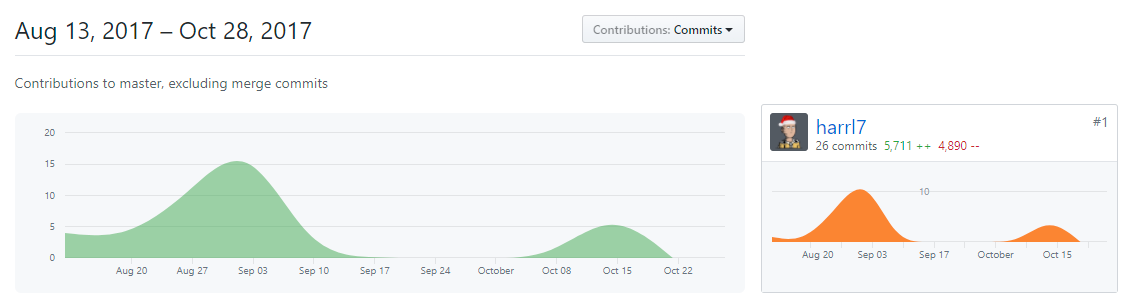 Aug 13, 2017 – Oct 28, 2017
Contributions: Commits
Contributions to master, excluding merge commits
20
15
10
5
0
Aug 20 Aug 27 Sep 03 Sep 10 Sep 17 Sep 24 October Oct 08 Oct 15 Oct 22
harrl7
#1
26 commits 5,711 ++ 4,890 --
10
Aug 20 Sep 03 Sep 17 October Oct 15